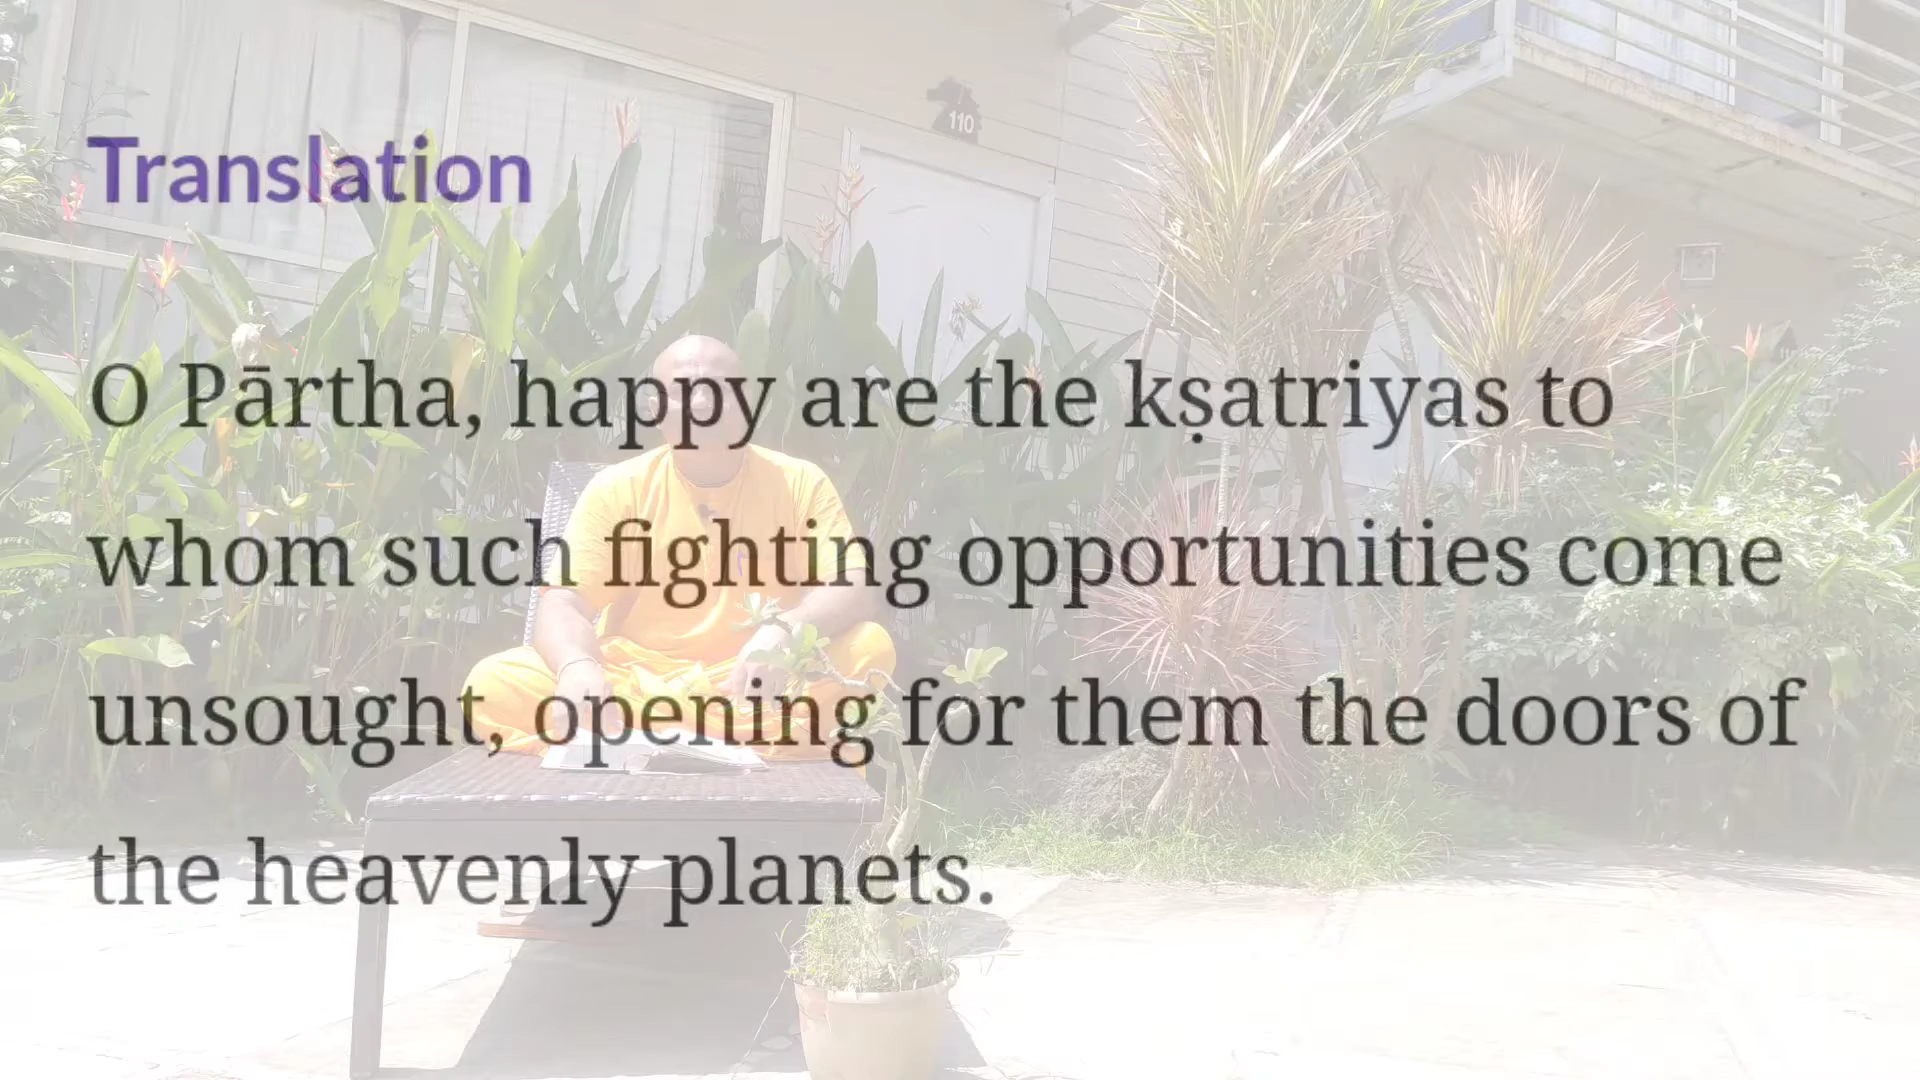 110
Translation
O Pārtha, happy are the kṣatriyas to
whom such fighting opportunities come
unsought, opening for them the doors of
the heavenly planets.